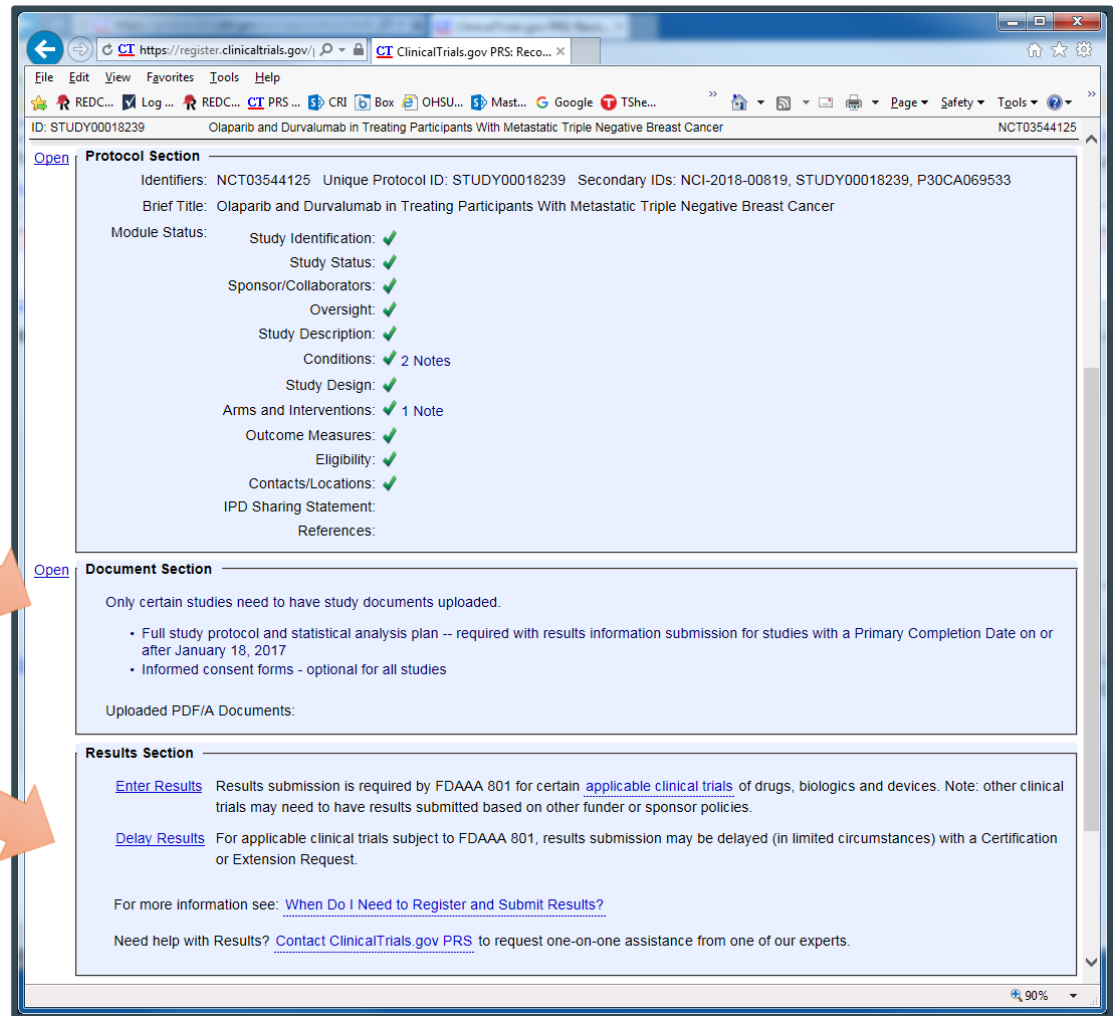 CT https://register.clinicaltrials.gov/
CT ClinicalTrials.gov PRS: Reco... ×
File Edit View Favorites Tools Help
REDC... Log ... REDC... CT PRS ... CRI Box OHSU... Mast... Google TShe... » Page Safety Tools »
ID: STUDY00018239 Olaparib and Durvalumab in Treating Participants With Metastatic Triple Negative Breast Cancer NCT03544125
Open Protocol Section
Identifiers: NCT03544125 Unique Protocol ID: STUDY00018239 Secondary IDs: NCI-2018-00819, STUDY00018239, P30CA069533
Brief Title: Olaparib and Durvalumab in Treating Participants With Metastatic Triple Negative Breast Cancer
Module Status: Study Identification: ✔
Study Status: ✔
Sponsor/Collaborators: ✔
Oversight: ✔
Study Description: ✔
Conditions: ✔ 2 Notes
Study Design: ✔
Arms and Interventions: ✔ 1 Note
Outcome Measures: ✔
Eligibility: ✔
Contacts/Locations: ✔
IPD Sharing Statement:
References:
Open Document Section
Only certain studies need to have study documents uploaded.
• Full study protocol and statistical analysis plan -- required with results information submission for studies with a Primary Completion Date on or
after January 18, 2017
• Informed consent forms - optional for all studies
Uploaded PDF/A Documents:
Results Section
Enter Results Results submission is required by FDAAA 801 for certain applicable clinical trials of drugs, biologics and devices. Note: other clinical
trials may need to have results submitted based on other funder or sponsor policies.
Delay Results For applicable clinical trials subject to FDAAA 801, results submission may be delayed (in limited circumstances) with a Certification
or Extension Request.
For more information see: When Do I Need to Register and Submit Results?
Need help with Results? Contact ClinicalTrials.gov PRS to request one-on-one assistance from one of our experts.
90%